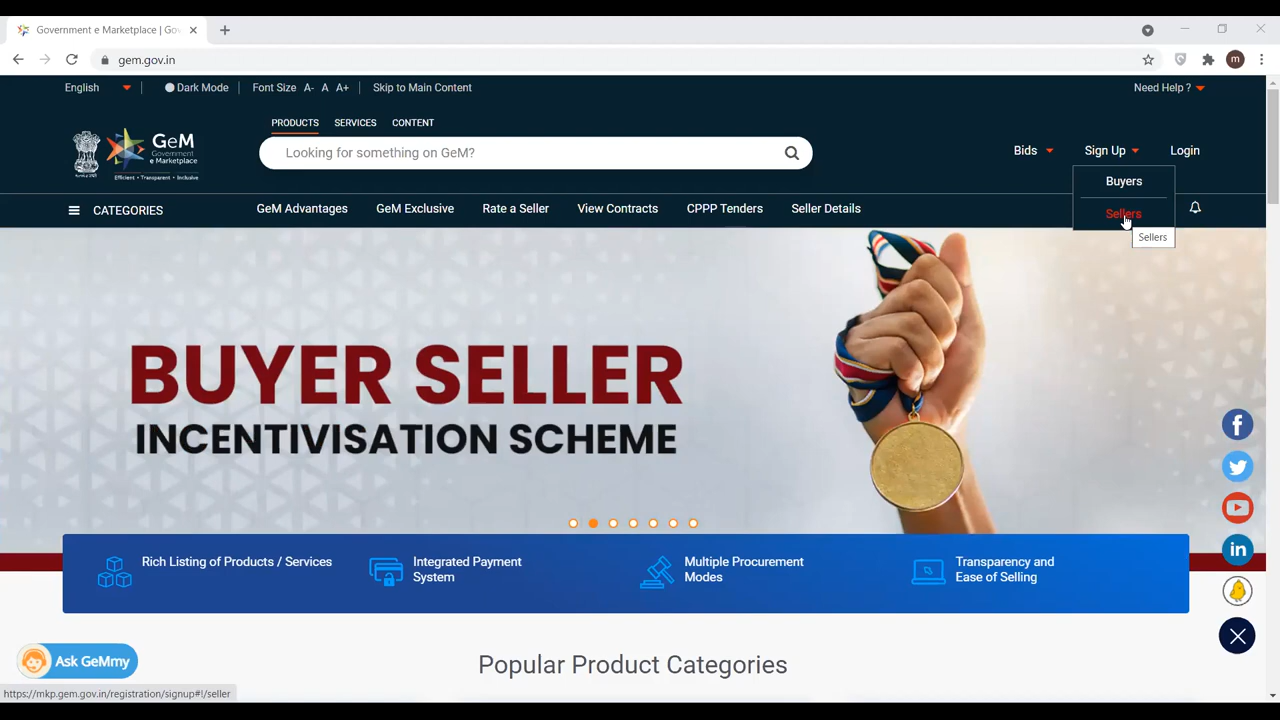 Government e Marketplace | Go
gem.gov.in
m
English
Dark Mode
Font Size A- A A+
Skip to Main Content
Need Help ?
PRODUCTS SERVICES CONTENT
GeM
Government
e Marketplace
Efficient • Transparent • Inclusive
Looking for something on GeM?
Bids
Sign Up
Login
Buyers
Sellers
Sellers
CATEGORIES
GeM Advantages
GeM Exclusive
Rate a Seller
View Contracts
CPPP Tenders
Seller Details
BUYER SELLER
INCENTIVISATION SCHEME
Rich Listing of Products / Services
Integrated Payment
System
Multiple Procurement
Modes
Transparency and
Ease of Selling
Ask GeMmy
Popular Product Categories
https://mkp.gem.gov.in/registration/signup#!/seller